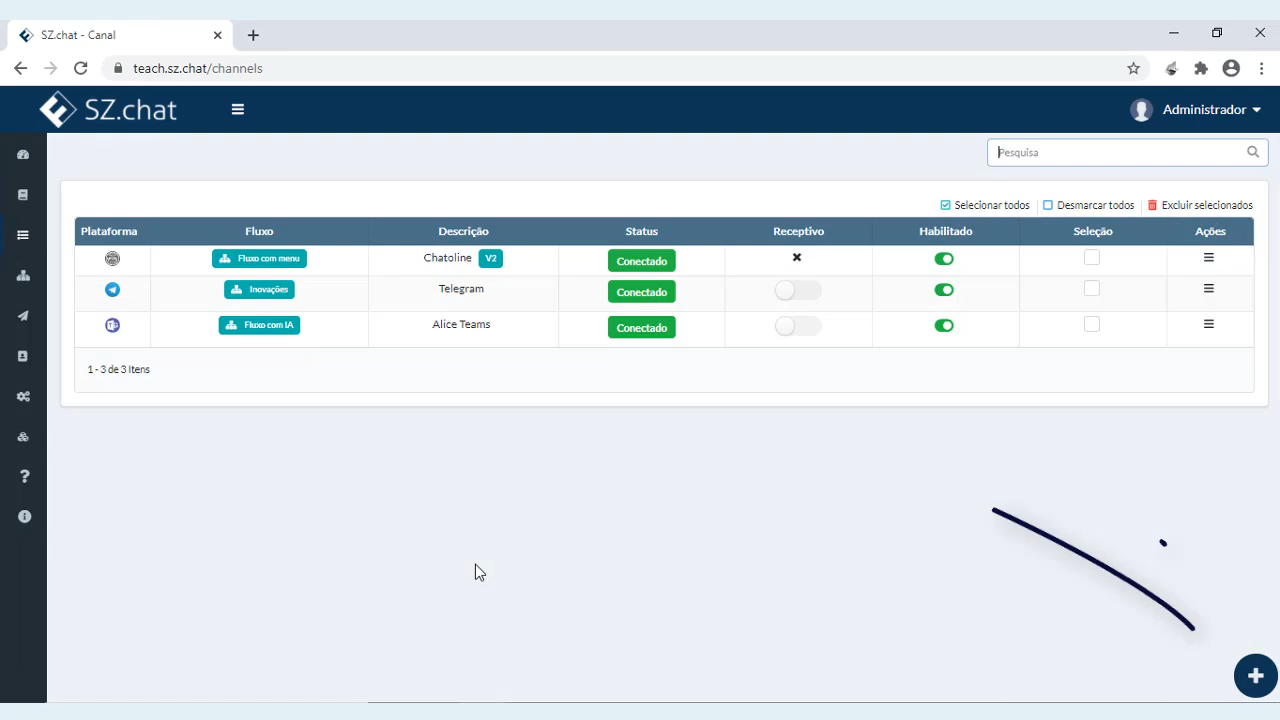 SZ.chat - Canal
teach.sz.chat/channels
SZ.chat
Administrador
Pesquisa
Selecionar todos
Desmarcar todos
Excluir selecionados
Plataforma Fluxo Descrição Status Receptivo Habilitado Seleção Ações
Fluxo com menu Chatoline V2 Conectado
Inovações Telegram Conectado
Fluxo com IA Alice Teams Conectado
1 - 3 de 3 Itens